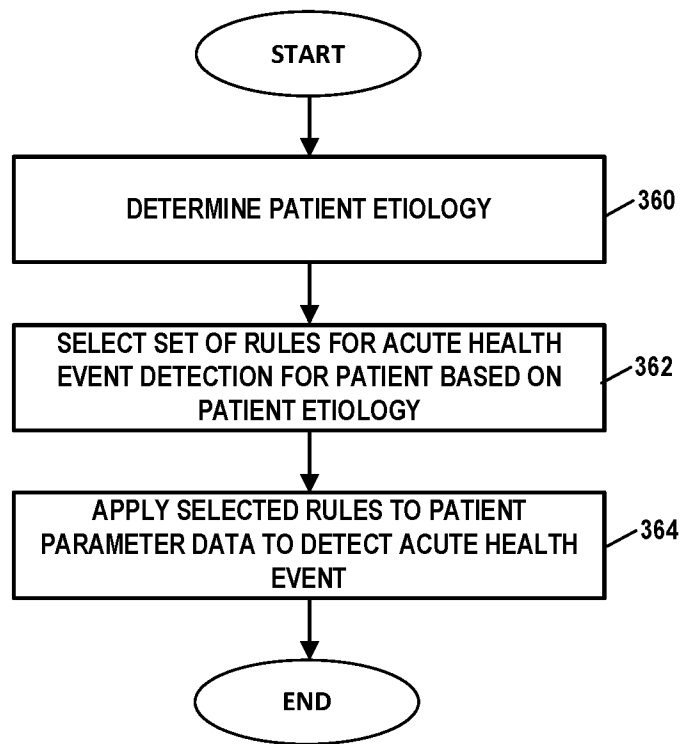 START
DETERMINE PATIENT ETIOLOGY
360
SELECT SET OF RULES FOR ACUTE HEALTH
EVENT DETECTION FOR PATIENT BASED ON
PATIENT ETIOLOGY
362
APPLY SELECTED RULES TO PATIENT
PARAMETER DATA TO DETECT ACUTE HEALTH
EVENT
364
END